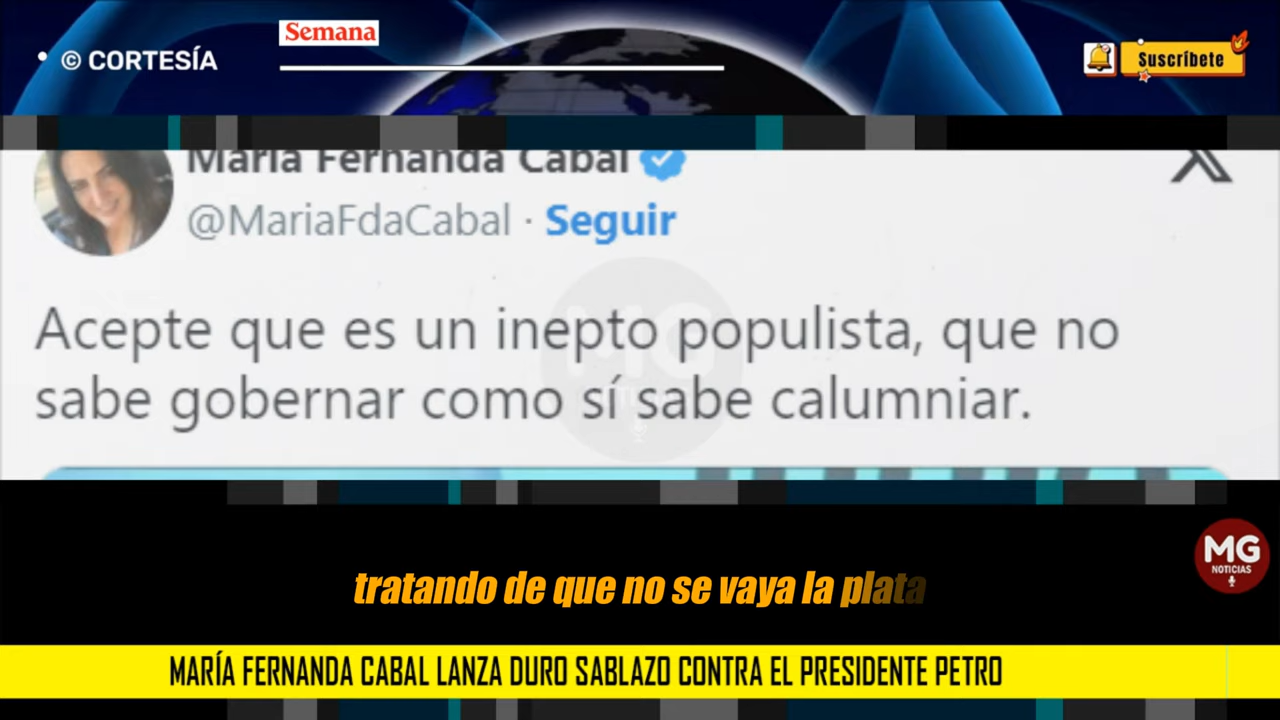 Semana
© CORTESÍA
Suscríbete
María Fernanda Cabal
@MariaFdaCabal · Seguir
Acepte que es un inepto populista, que no
sabe gobernar como sí sabe calumniar.
tratando de que no se vaya la plata
MG
NOTICIAS
MARÍA FERNANDA CABAL LANZA DURO SABLAZO CONTRA EL PRESIDENTE PETRO